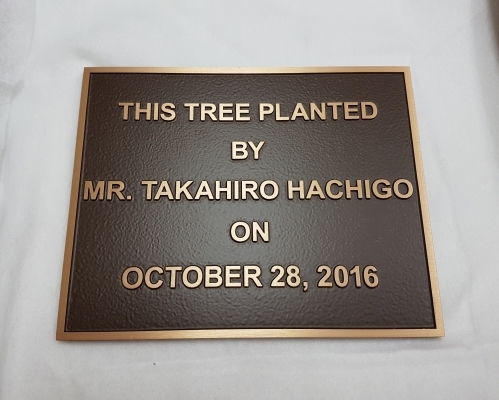 THIS TREE PLANTED
BY
MR. TAKAHIRO HACHIGO
ON
OCTOBER 28, 2016